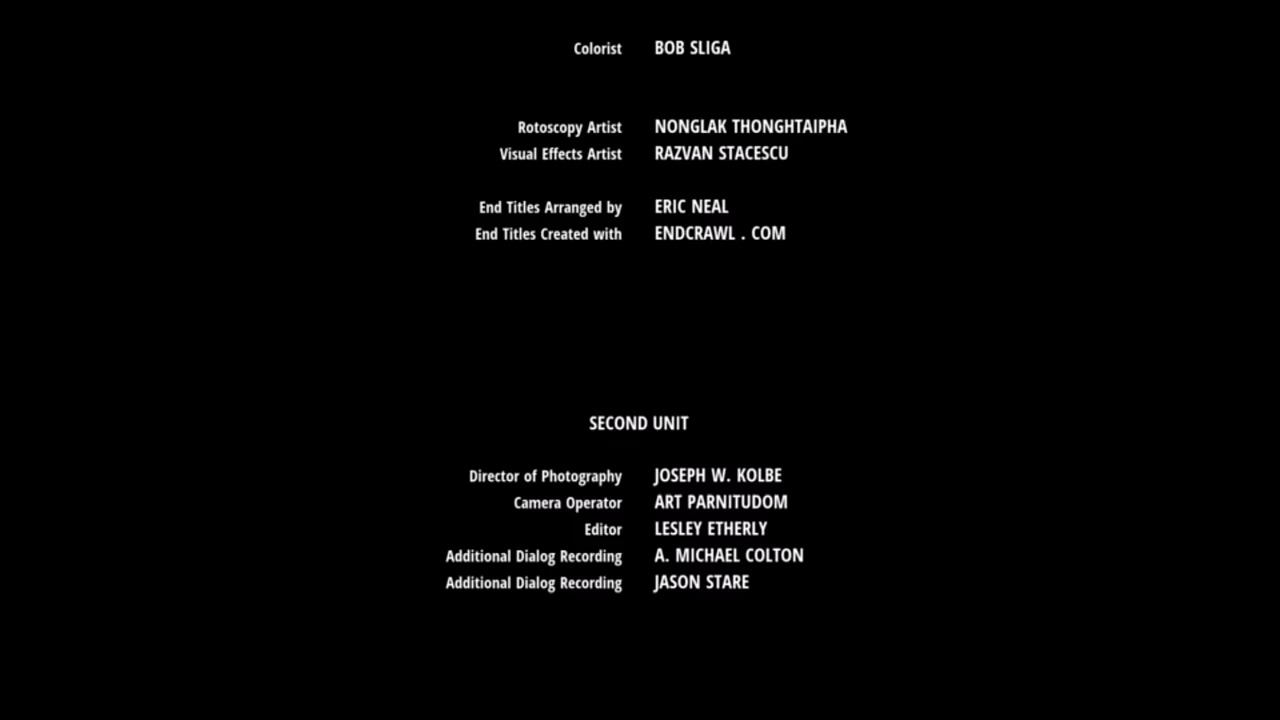 Colorist BOB SLIGA
Rotoscopy Artist NONGLAK THONGHTAIPHA
Visual Effects Artist RAZVAN STACESCU
End Titles Arranged by ERIC NEAL
End Titles Created with ENDCRAWL . COM
SECOND UNIT
Director of Photography JOSEPH W. KOLBE
Camera Operator ART PARNITUDOM
Editor LESLEY ETHERLY
Additional Dialog Recording A. MICHAEL COLTON
Additional Dialog Recording JASON STARE